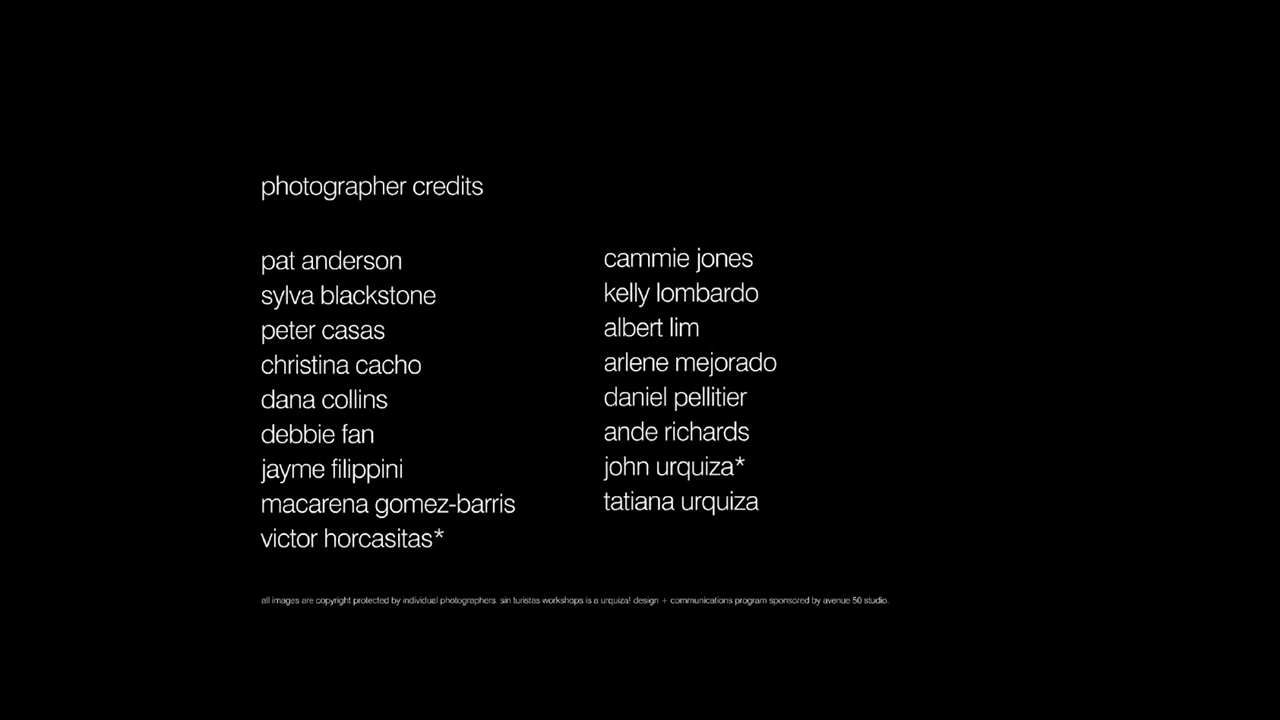 photographer credits
pat anderson
sylva blackstone
peter casas
christina cacho
dana collins
debbie fan
jayme filippini
macarena gomez-barris
victor horcasitas*
cammie jones
kelly lombardo
albert lim
arlene mejorado
daniel pellitier
ande richards
john urquiza*
tatiana urquiza
all images are copyright protected by individual photographers. sin turistas workshops is a urquiza! design + communications program sponsored by avenue 50 studio.